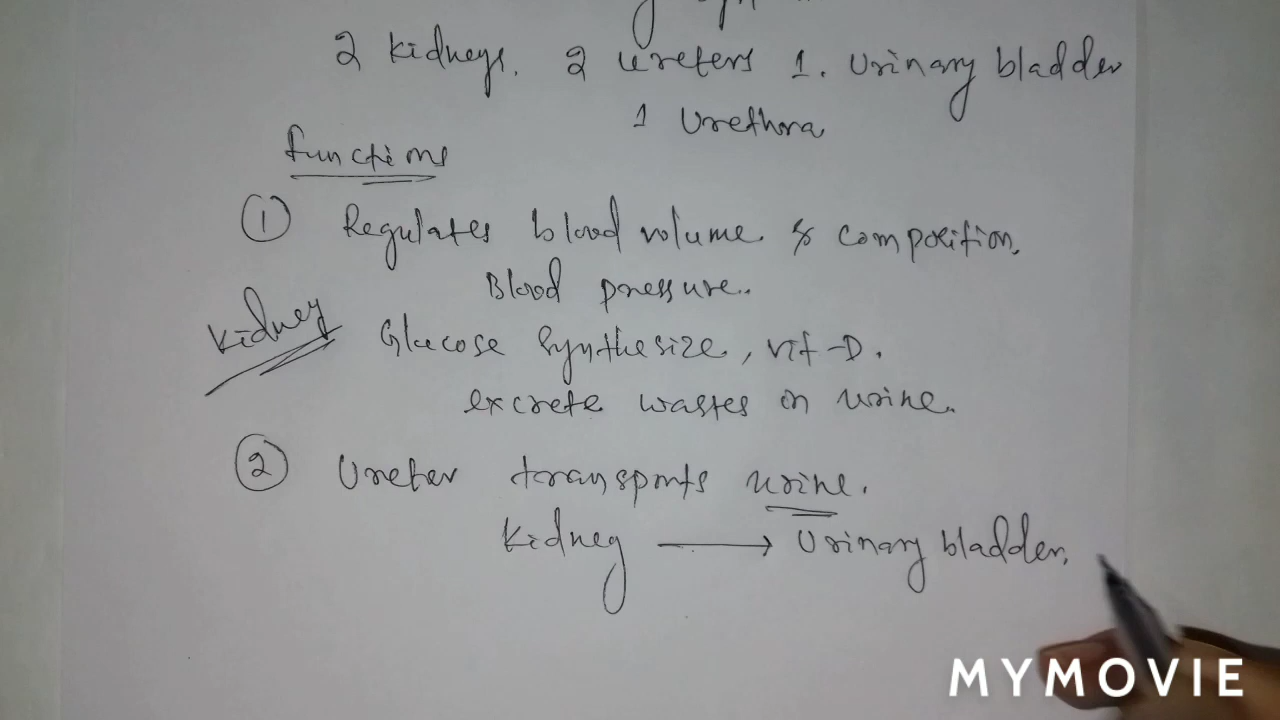 2 kidneys. 2 ureters 1. Urinary bladder
1 Urethra
functions
① Regulates blood volume & composition.
Blood pressure..
Kidney
Glucose synthesize, vit-D.
excrete wastes in urine.
② Ureter transports urine.
Kidney → Urinary bladder.
MYMOVIE